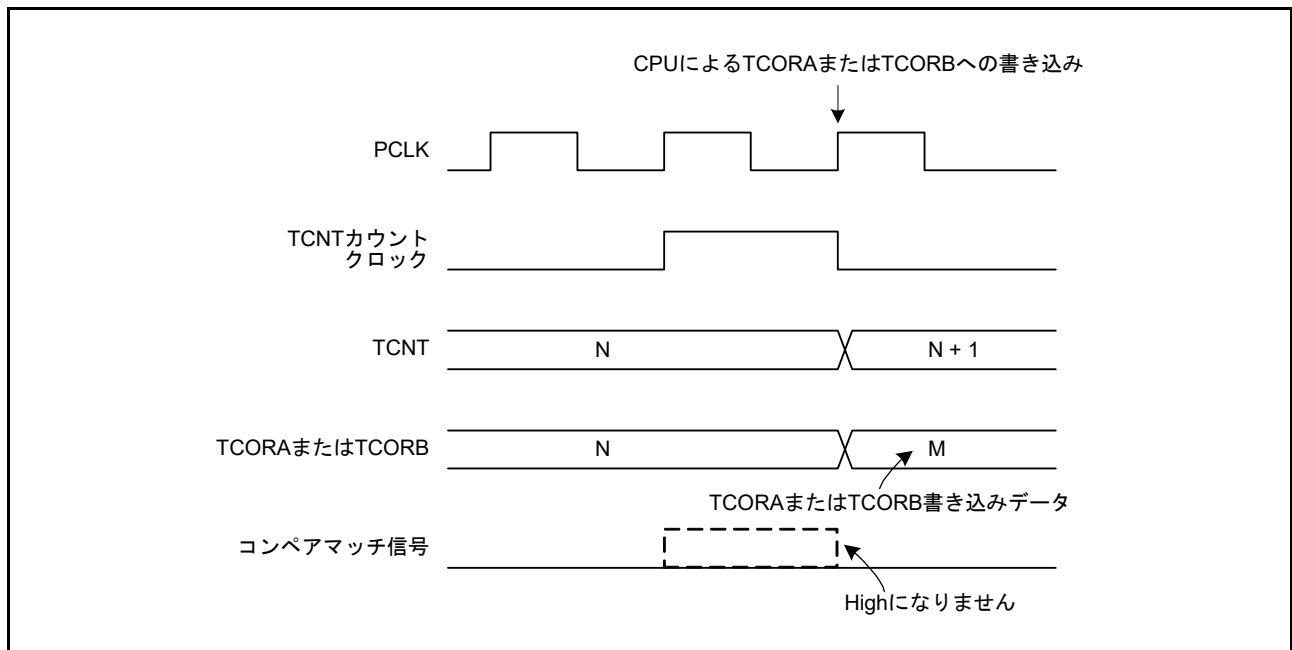 CPUによるTCORAまたはTCORBへの書き込み
PCLK
TCNTカウント
クロック
TCNT
N
N + 1
TCORAまたはTCORB
N
M
TCORAまたはTCORB書き込みデータ
コンペアマッチ信号
Highになりません